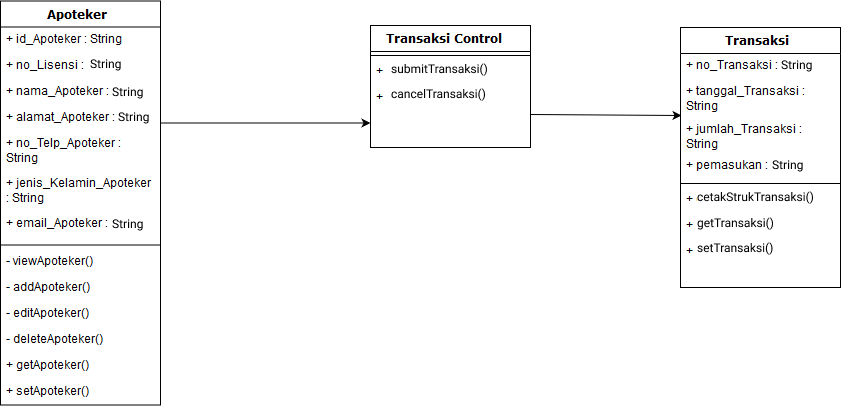 Apoteker
+ id_Apoteker : String
+ no_Lisensi : String
+ nama_Apoteker : String
+ alamat_Apoteker : String
+ no_Telp_Apoteker :
String
+ jenis_Kelamin_Apoteker
: String
+ email_Apoteker : String
- viewApoteker()
- addApoteker()
- editApoteker()
- deleteApoteker()
+ getApoteker()
+ setApoteker()
Transaksi Control
+ submitTransaksi()
+ cancelTransaksi()
Transaksi
+ no_Transaksi : String
+ tanggal_Transaksi :
String
+ jumlah_Transaksi :
String
+ pemasukan : String
+ cetakStrukTransaksi()
+ getTransaksi()
+ setTransaksi()